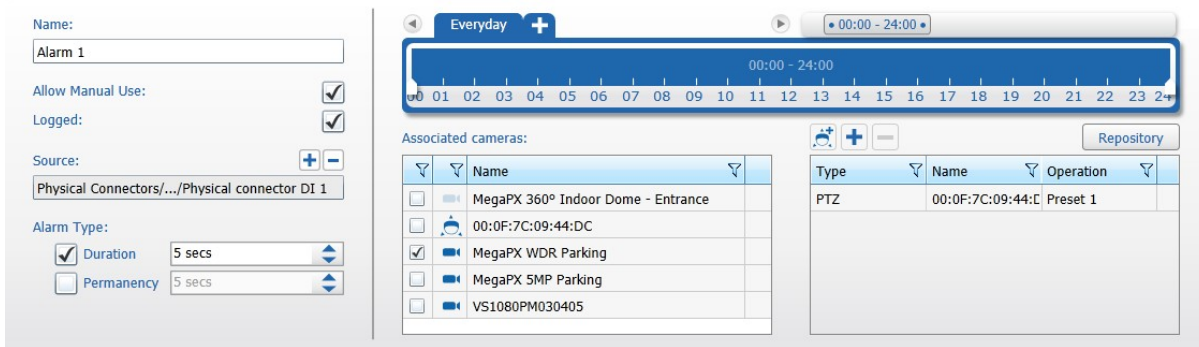 Name:
Alarm 1
Allow Manual Use:
Logged:
Source:
Physical Connectors/.../Physical connector DI 1
Alarm Type:
Duration 5 secs
Permanency 5 secs
Everyday
• 00:00 - 24:00 •
00:00 - 24:00
00 01 02 03 04 05 06 07 08 09 10 11 12 13 14 15 16 17 18 19 20 21 22 23 24
Associated cameras:
Name
MegaPX 360º Indoor Dome - Entrance
00:0F:7C:09:44:DC
MegaPX WDR Parking
MegaPX 5MP Parking
VS1080PM030405
Repository
Type Name Operation
PTZ 00:0F:7C:09:44:D Preset 1